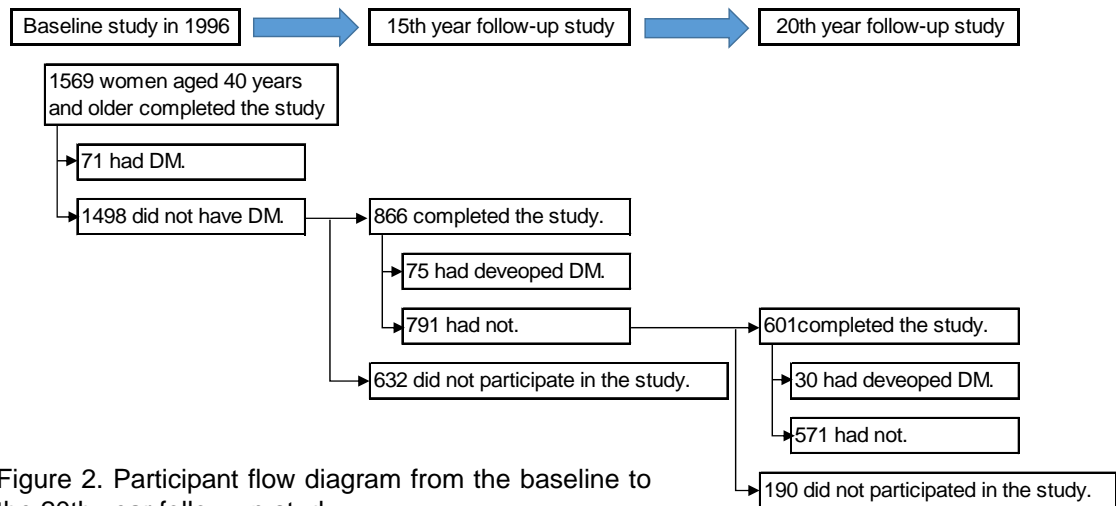 Baseline study in 1996
15th year follow-up study
20th year follow-up study
1569 women aged 40 years
and older completed the study
71 had DM.
1498 did not have DM.
866 completed the study.
75 had deveoped DM.
791 had not.
632 did not participate in the study.
601completed the study.
30 had deveoped DM.
571 had not.
190 did not participated in the study.
Figure 2. Participant flow diagram from the baseline to